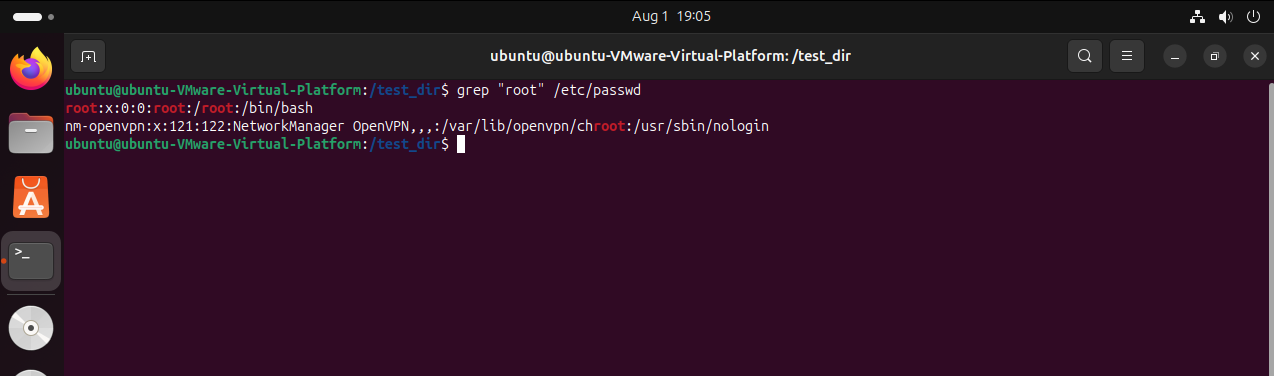 Aug 1 19:05
ubuntu@ubuntu-VMware-Virtual-Platform: /test_dir
ubuntu@ubuntu-VMware-Virtual-Platform:/test_dir$ grep "root" /etc/passwd
root:x:0:0:root:/root:/bin/bash
nm-openvpn:x:121:122:NetworkManager OpenVPN,,,:/var/lib/openvpn/chroot:/usr/sbin/nologin
ubuntu@ubuntu-VMware-Virtual-Platform:/test_dir$
>_